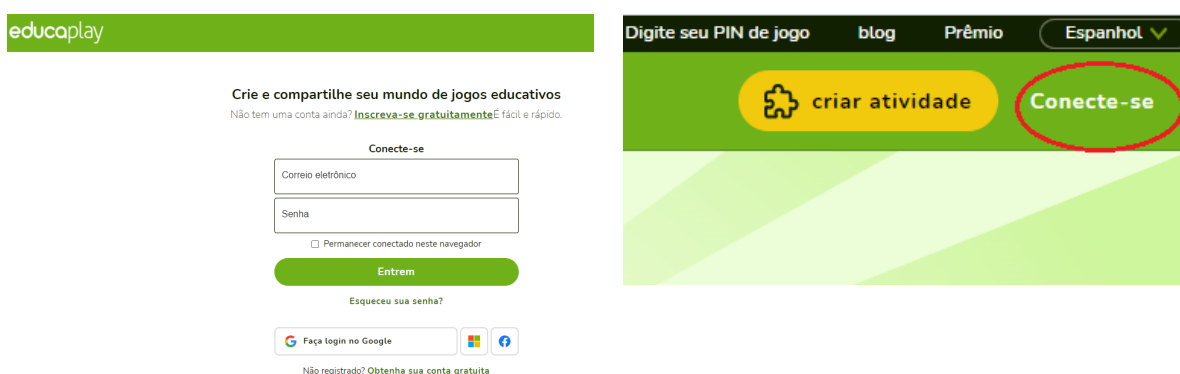 educaplay
Crie e compartilhe seu mundo de jogos educativos
Não tem uma conta ainda? Inscreva-se gratuitamenteÉ fácil e rápido.
Conecte-se
Correio eletrônico
Senha
Permanecer conectado neste navegador
Entrem
Esqueceu sua senha?
Faça login no Google
Não registrado? Obtenha sua conta gratuita
Digite seu PIN de jogo blog Prêmio Espanhol
criar atividade Conecte-se